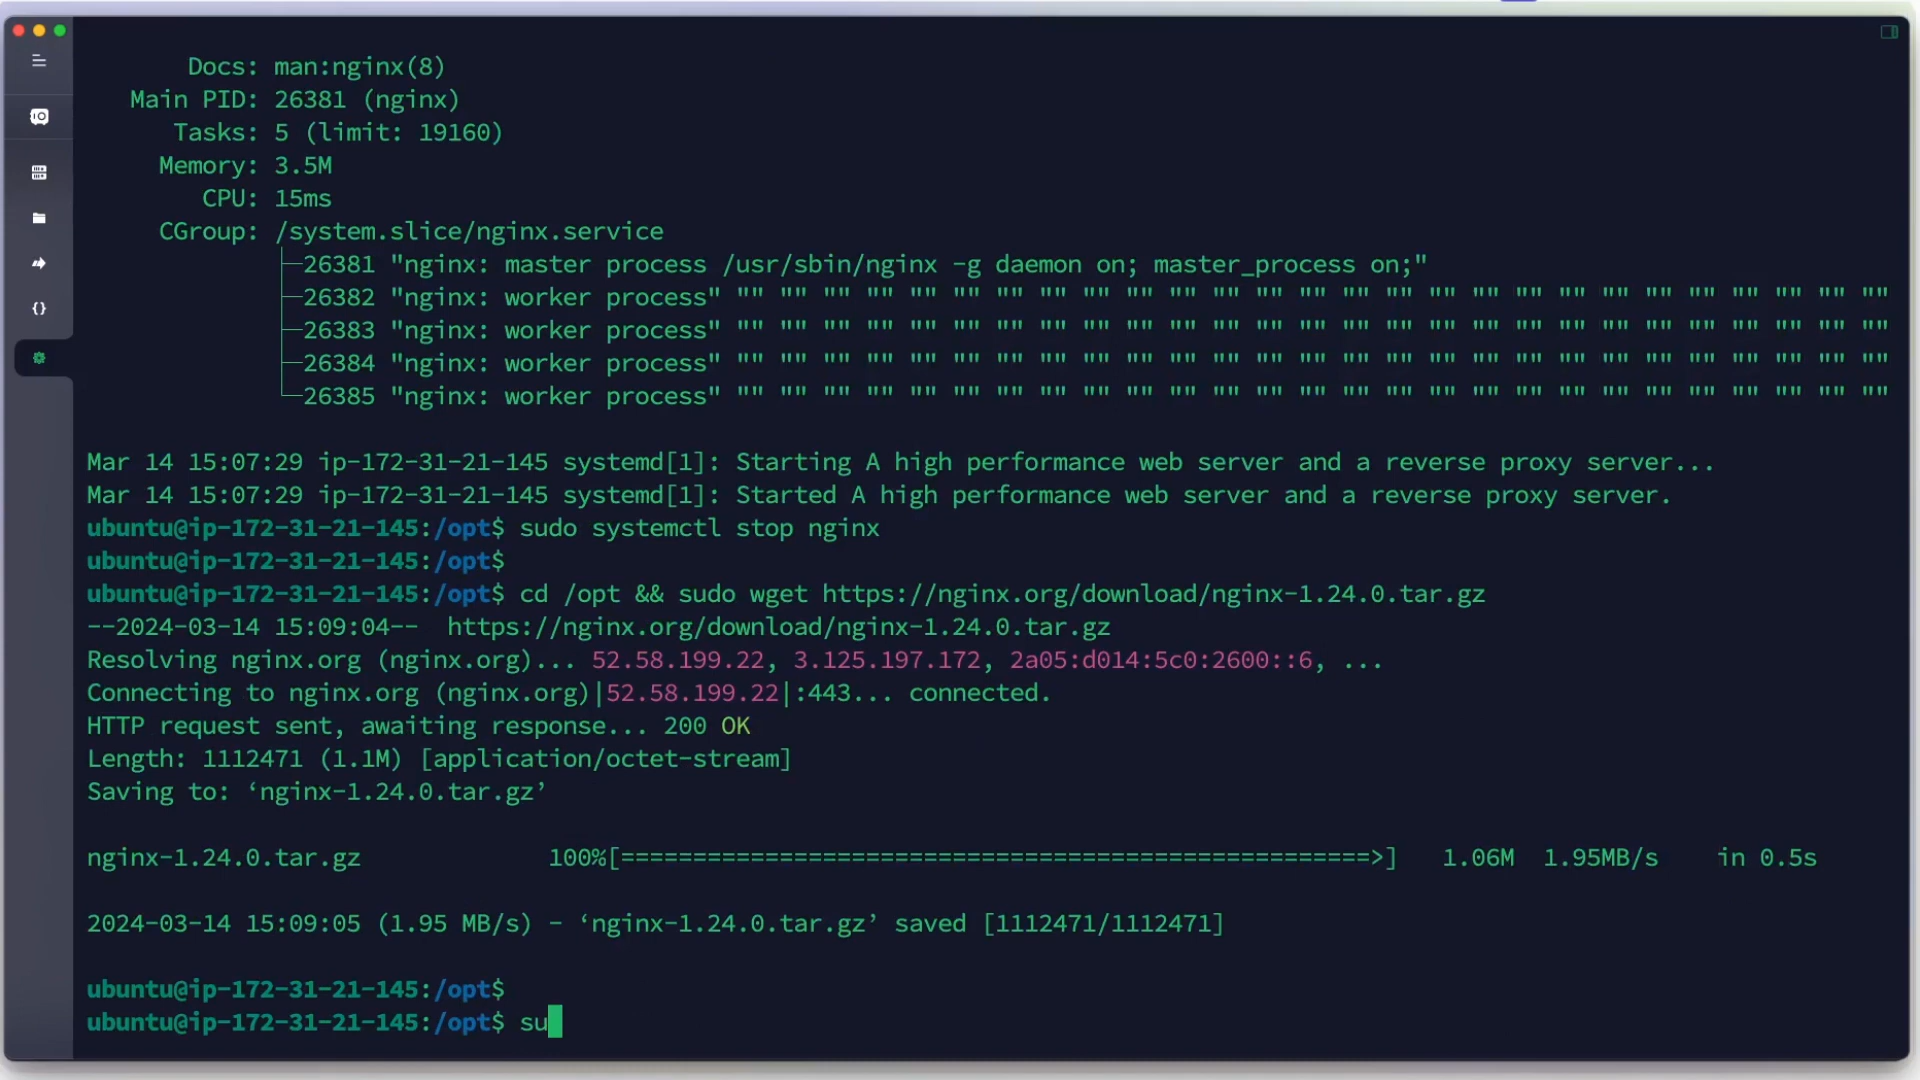 Docs: man:nginx(8)
Main PID: 26381 (nginx)
Tasks: 5 (limit: 19160)
Memory: 3.5M
CPU: 15ms
CGroup: /system.slice/nginx.service
├─26381 "nginx: master process /usr/sbin/nginx -g daemon on; master_process on;"
├─26382 "nginx: worker process" "" "" "" "" "" "" "" "" "" "" "" "" "" "" "" "" "" "" "" "" "" "" "" "" "" "" ""
├─26383 "nginx: worker process" "" "" "" "" "" "" "" "" "" "" "" "" "" "" "" "" "" "" "" "" "" "" "" "" "" "" ""
├─26384 "nginx: worker process" "" "" "" "" "" "" "" "" "" "" "" "" "" "" "" "" "" "" "" "" "" "" "" "" "" "" ""
└─26385 "nginx: worker process" "" "" "" "" "" "" "" "" "" "" "" "" "" "" "" "" "" "" "" "" "" "" "" "" "" "" ""
Mar 14 15:07:29 ip-172-31-21-145 systemd[1]: Starting A high performance web server and a reverse proxy server...
Mar 14 15:07:29 ip-172-31-21-145 systemd[1]: Started A high performance web server and a reverse proxy server.
ubuntu@ip-172-31-21-145:/opt$ sudo systemctl stop nginx
ubuntu@ip-172-31-21-145:/opt$
ubuntu@ip-172-31-21-145:/opt$ cd /opt && sudo wget https://nginx.org/download/nginx-1.24.0.tar.gz
--2024-03-14 15:09:04--  https://nginx.org/download/nginx-1.24.0.tar.gz
Resolving nginx.org (nginx.org)... 52.58.199.22, 3.125.197.172, 2a05:d014:5c0:2600::6, ...
Connecting to nginx.org (nginx.org)|52.58.199.22|:443... connected.
HTTP request sent, awaiting response... 200 OK
Length: 1112471 (1.1M) [application/octet-stream]
Saving to: ‘nginx-1.24.0.tar.gz’
nginx-1.24.0.tar.gz 100%[====================================================>] 1.06M 1.95MB/s in 0.5s
2024-03-14 15:09:05 (1.95 MB/s) - ‘nginx-1.24.0.tar.gz’ saved [1112471/1112471]
ubuntu@ip-172-31-21-145:/opt$
ubuntu@ip-172-31-21-145:/opt$ su